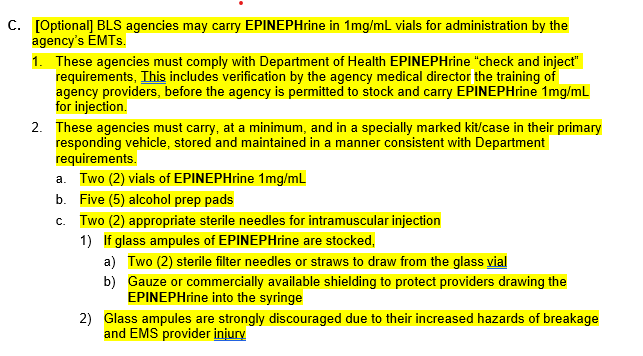 C. [Optional] BLS agencies may carry EPINEPHrine in 1mg/mL vials for administration by the
agency's EMTs.
1. These agencies must comply with Department of Health EPINEPHrine “check and inject”
requirements, This includes verification by the agency medical director the training of
agency providers, before the agency is permitted to stock and carry EPINEPHrine 1mg/mL
for injection.
2. These agencies must carry, at a minimum, and in a specially marked kit/case in their primary
responding vehicle, stored and maintained in a manner consistent with Department
requirements.
a. Two (2) vials of EPINEPHrine 1mg/mL
b. Five (5) alcohol prep pads
c. Two (2) appropriate sterile needles for intramuscular injection
1) If glass ampules of EPINEPHrine are stocked,
a) Two (2) sterile filter needles or straws to draw from the glass vial
b) Gauze or commercially available shielding to protect providers drawing the
EPINEPHrine into the syringe
2) Glass ampules are strongly discouraged due to their increased hazards of breakage
and EMS provider injury